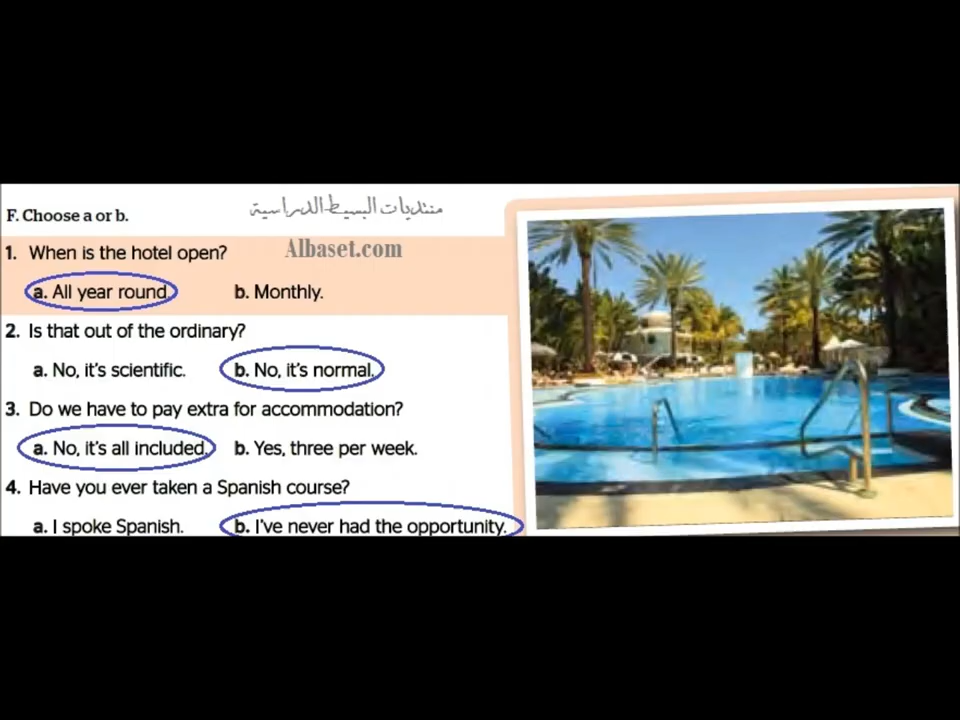 F. Choose a or b.
منتديات البسيط الدراسية
Albaset.com
1. When is the hotel open?
a. All year round. b. Monthly.
2. Is that out of the ordinary?
a. No, it's scientific. b. No, it's normal.
3. Do we have to pay extra for accommodation?
a. No, it's all included. b. Yes, three per week.
4. Have you ever taken a Spanish course?
a. I spoke Spanish. b. I've never had the opportunity.